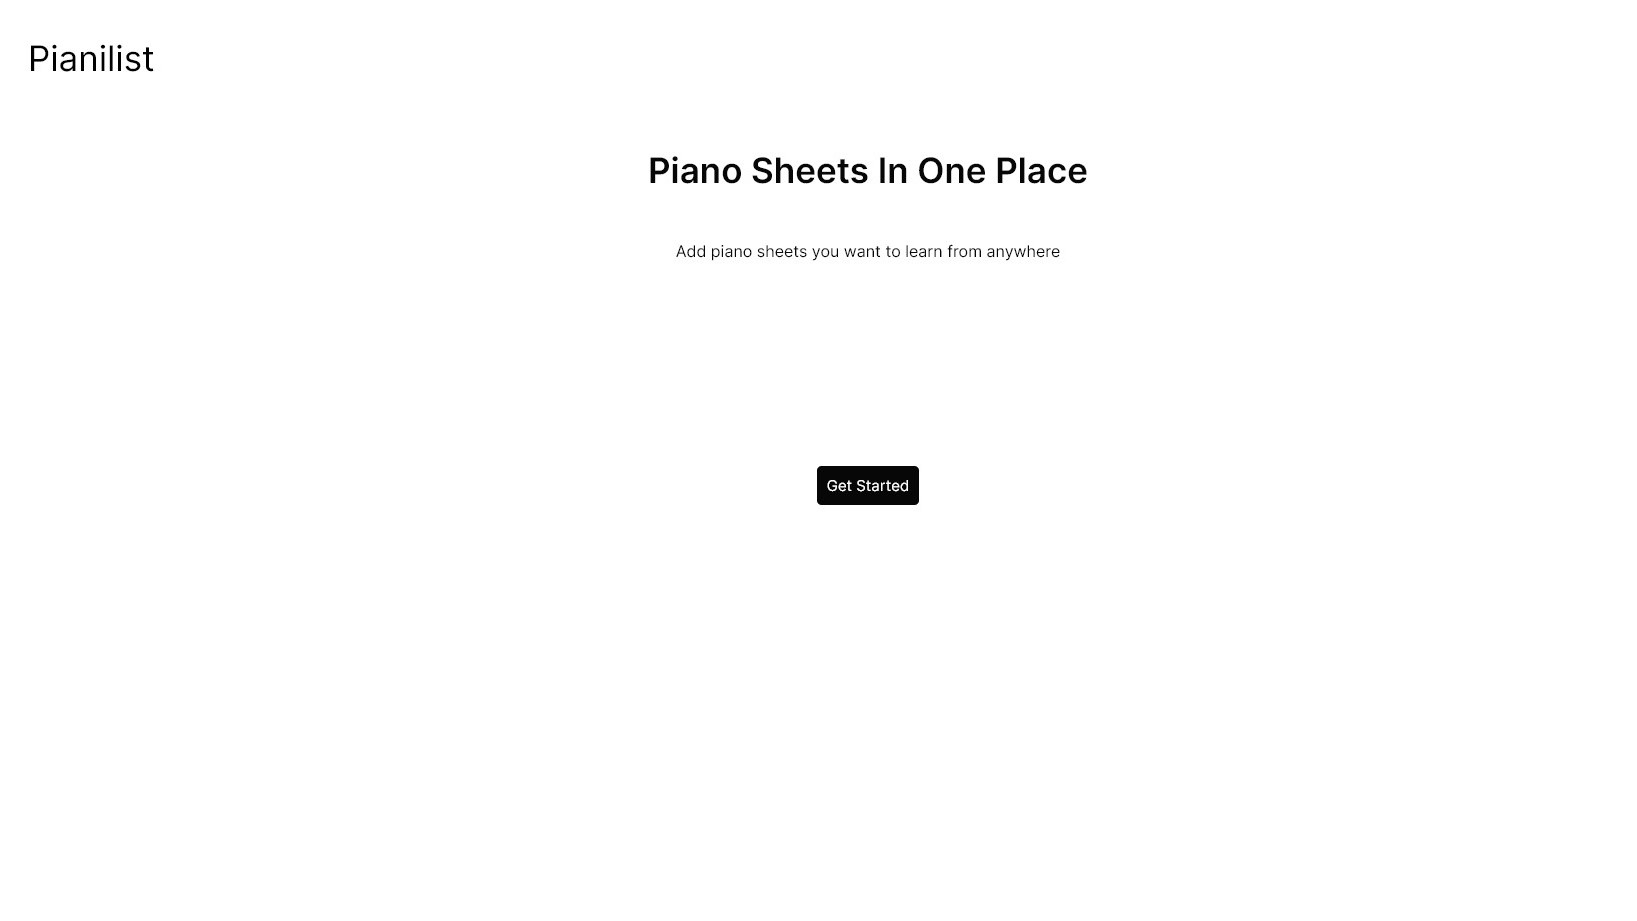 Pianilist
Piano Sheets In One Place
Add piano sheets you want to learn from anywhere
Get Started